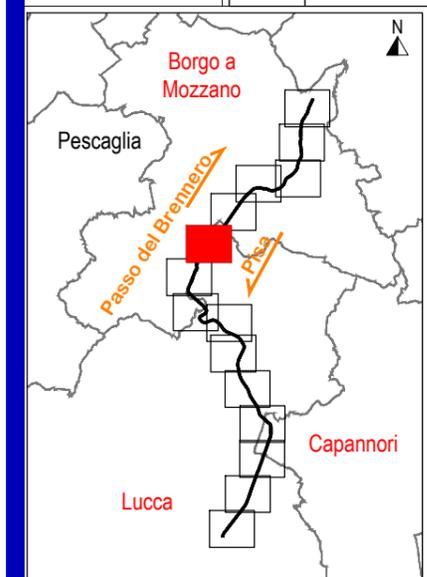 N
Borgo a
Mozzano
Pescaglia
Passo del Brennero
Pisa
Capannori
Lucca